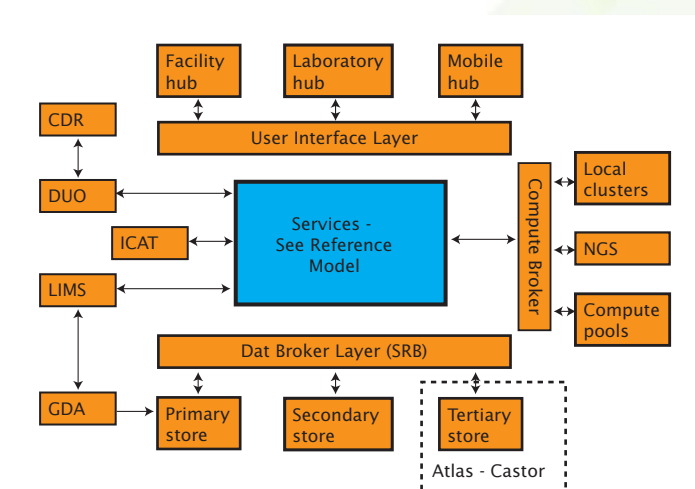 Facility
hub
Laboratory
hub
Mobile
hub
CDR
User Interface Layer
DUO
ICAT
LIMS
GDA
Services -
See Reference
Model
Compute Broker
Local
clusters
NGS
Compute
pools
Dat Broker Layer (SRB)
Primary
store
Secondary
store
Tertiary
store
Atlas - Castor